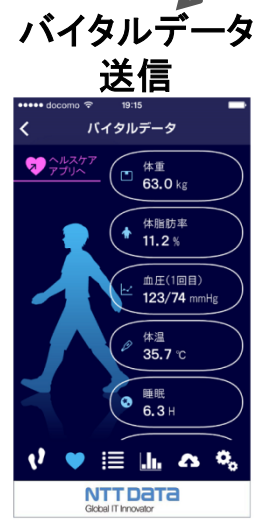 バイタルデータ
送信
docomo 19:15
バイタルデータ
ヘルスケア
アプリへ
体重
63.0 kg
体脂肪率
11.2 %
血圧(1回目)
123/74 mmHg
体温
35.7 ℃
睡眠
6.3 H
NTT DATA
Global IT Innovator